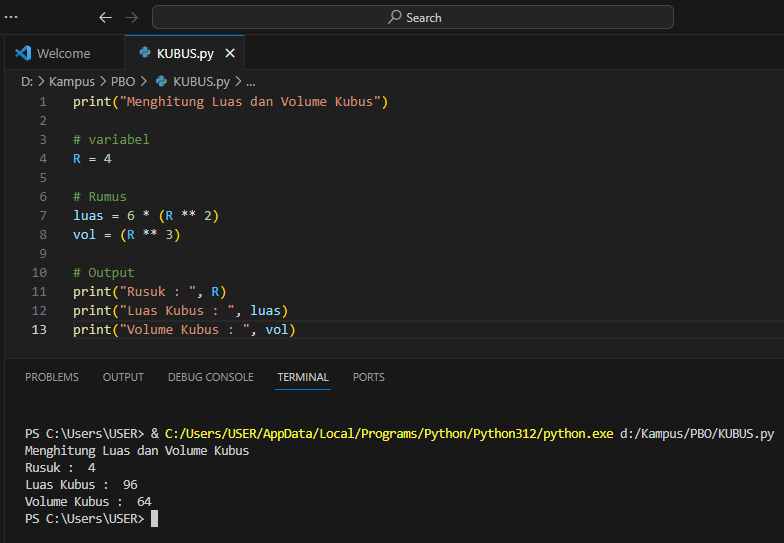 ... ← → Search
Welcome KUBUS.py ×
D: > Kampus > PBO > KUBUS.py > ...
1 print("Menghitung Luas dan Volume Kubus")
2
3 # variabel
4 R = 4
5
6 # Rumus
7 luas = 6 * (R ** 2)
8 vol = (R ** 3)
9
10 # Output
11 print("Rusuk : ", R)
12 print("Luas Kubus : ", luas)
13 print("Volume Kubus : ", vol)
PROBLEMS OUTPUT DEBUG CONSOLE TERMINAL PORTS
PS C:\Users\USER> & C:/Users/USER/AppData/Local/Programs/Python/Python312/python.exe d:/Kampus/PBO/KUBUS.py
Menghitung Luas dan Volume Kubus
Rusuk :  4
Luas Kubus :  96
Volume Kubus :  64
PS C:\Users\USER>